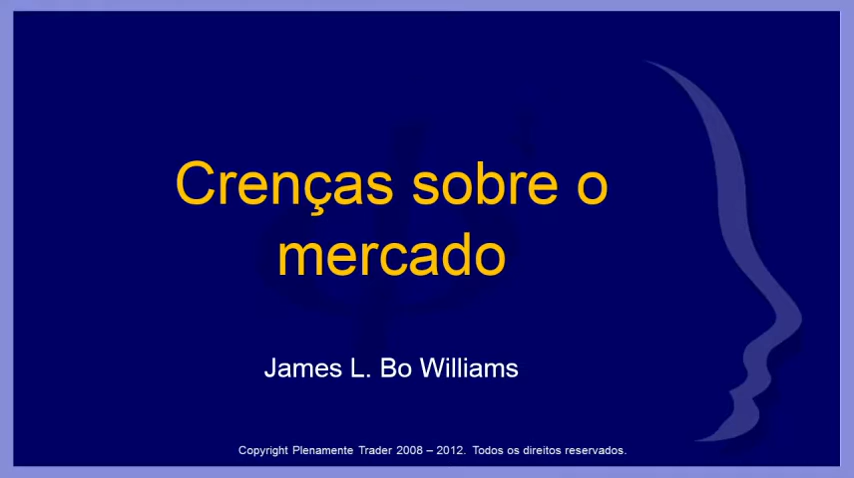 Crenças sobre o
mercado
James L. Bo Williams
Copyright Plenamente Trader 2008 – 2012. Todos os direitos reservados.